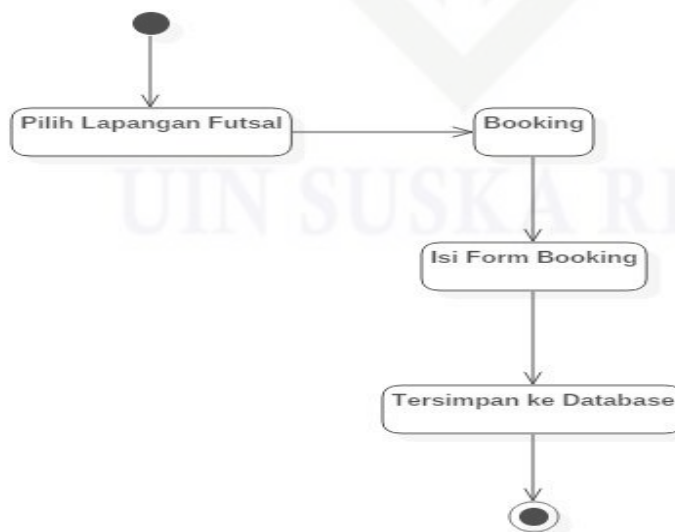 Pilih Lapangan Futsal
Booking
UIN SUSKA R
Isi Form Booking
Tersimpan ke Database